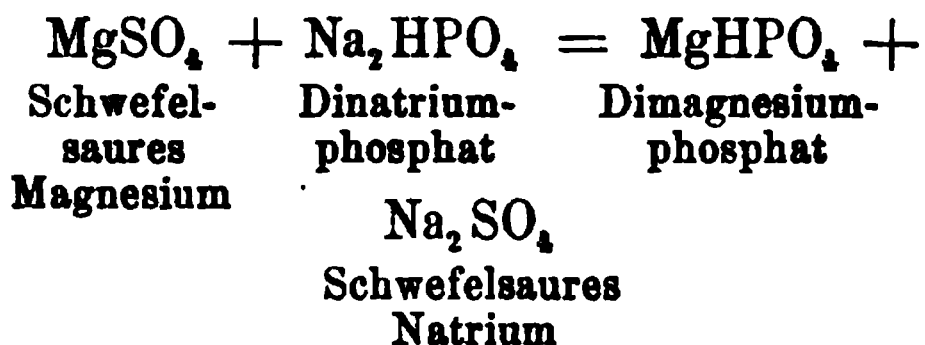 MgSO₄ + Na₂HPO₄ = MgHPO₄ +
Schwefel- Dinatrium- Dimagnesium-
saures phosphat phosphat
Magnesium
Na₂SO₄
Schwefelsaures
Natrium